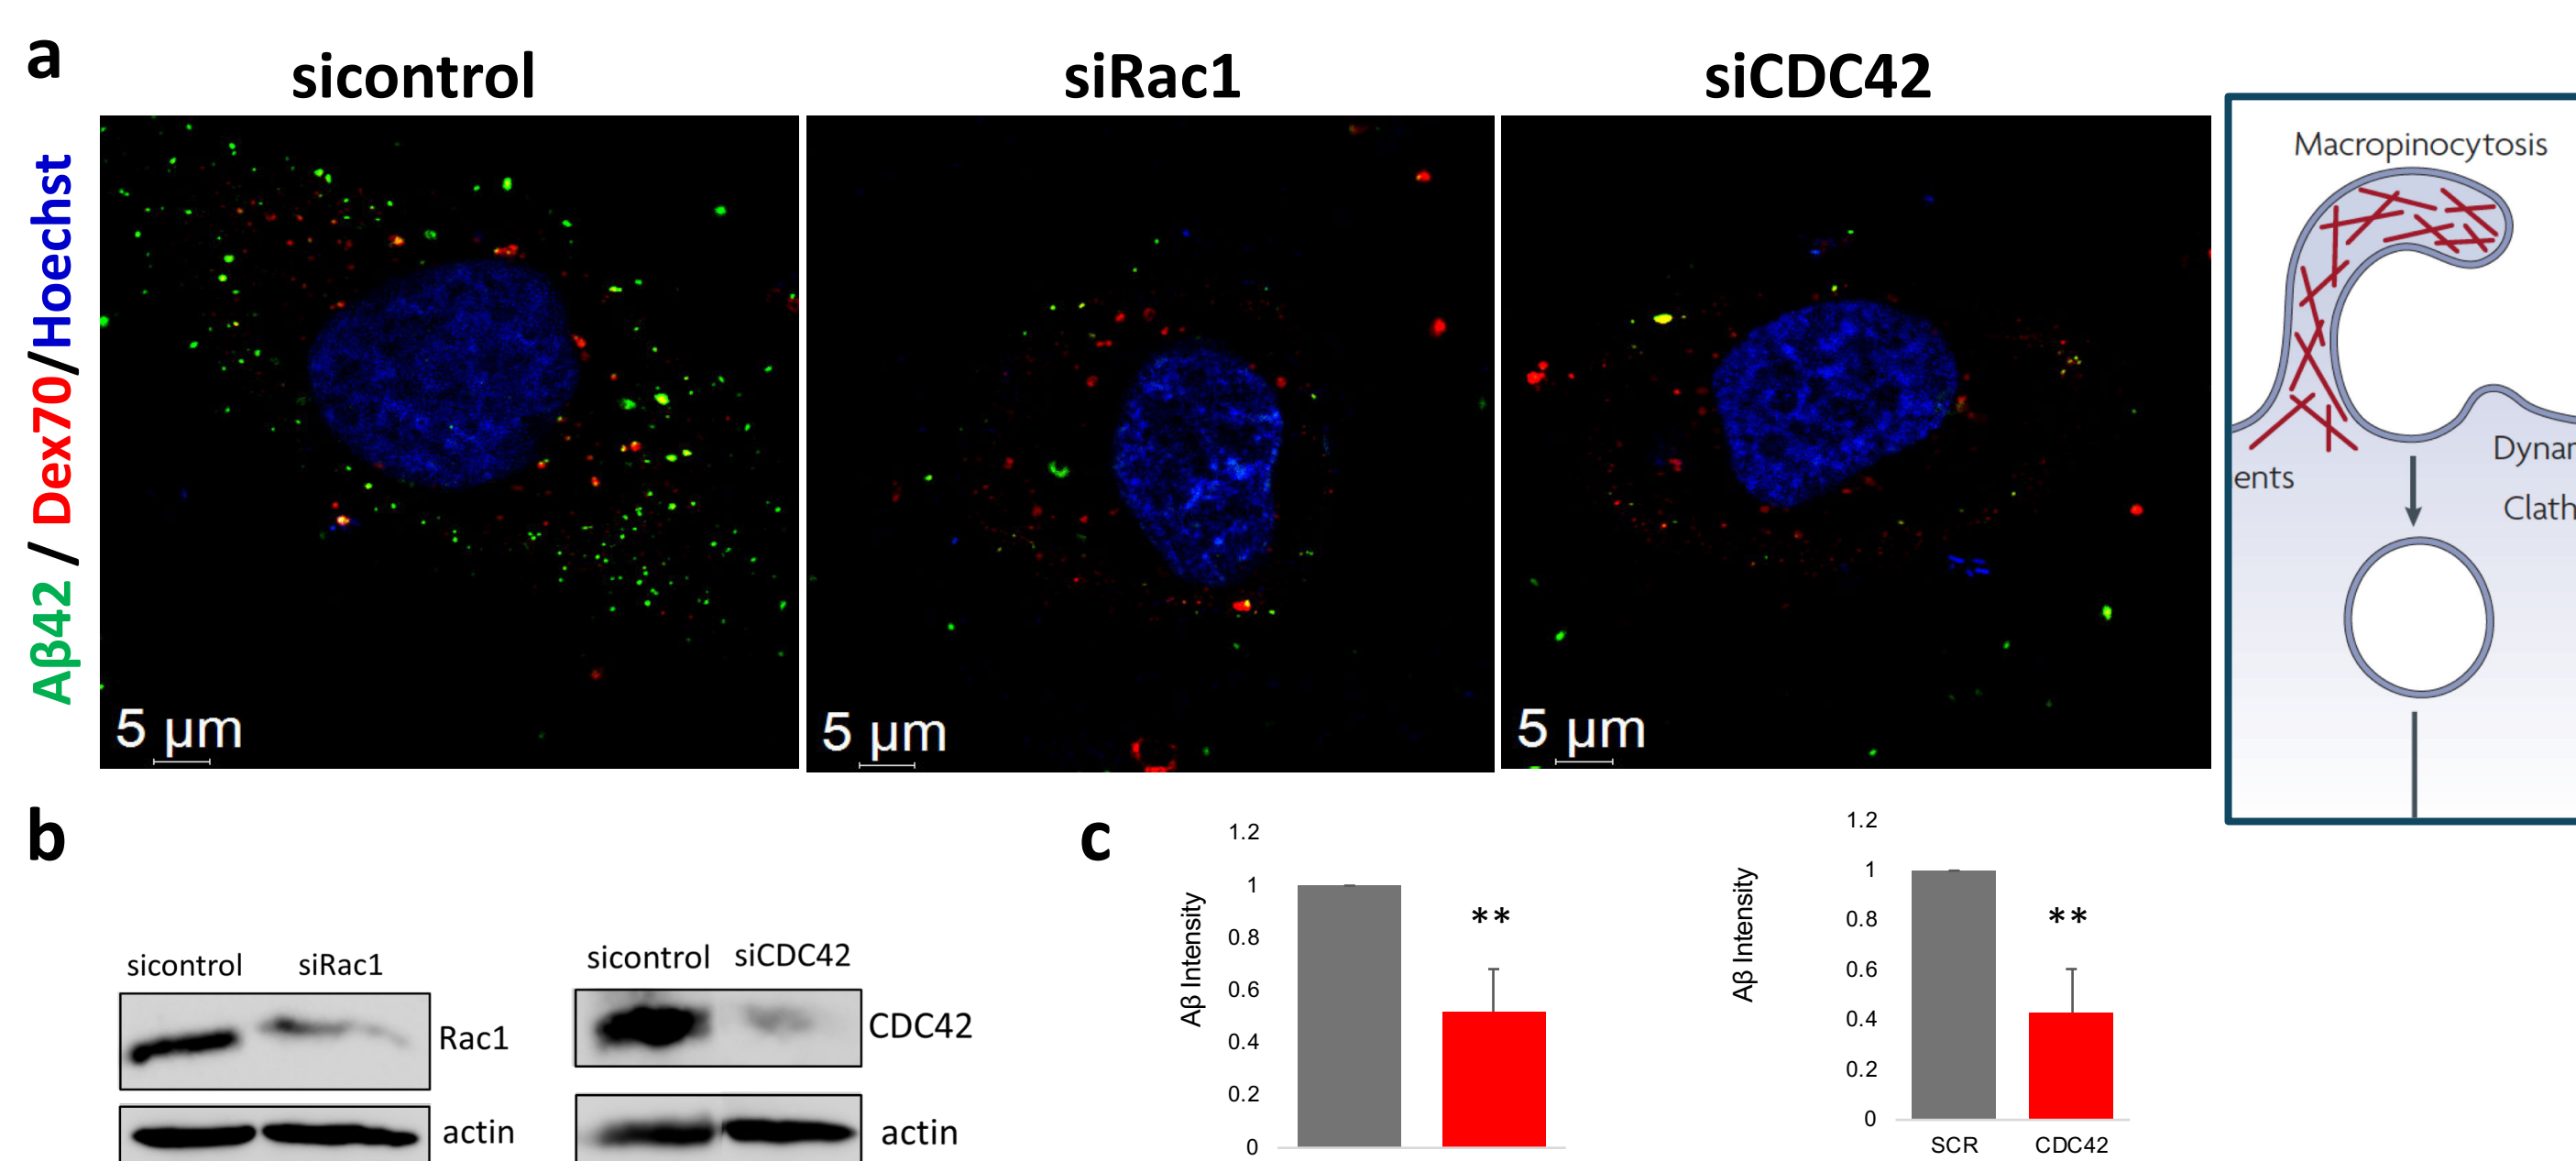 a
sicontrol
siRac1
siCDC42
Aβ42 / Dex70/Hoechst
5 µm
5 µm
5 µm
Macropinocytosis
Dynar
ents
Clath
b
sicontrol
siRac1
Rac1
actin
sicontrol
siCDC42
CDC42
actin
c
Aβ Intensity
1.2
1
0.8
0.6
0.4
0.2
0
**
Aβ Intensity
1.2
1
0.8
0.6
0.4
0.2
0
**
SCR
CDC42